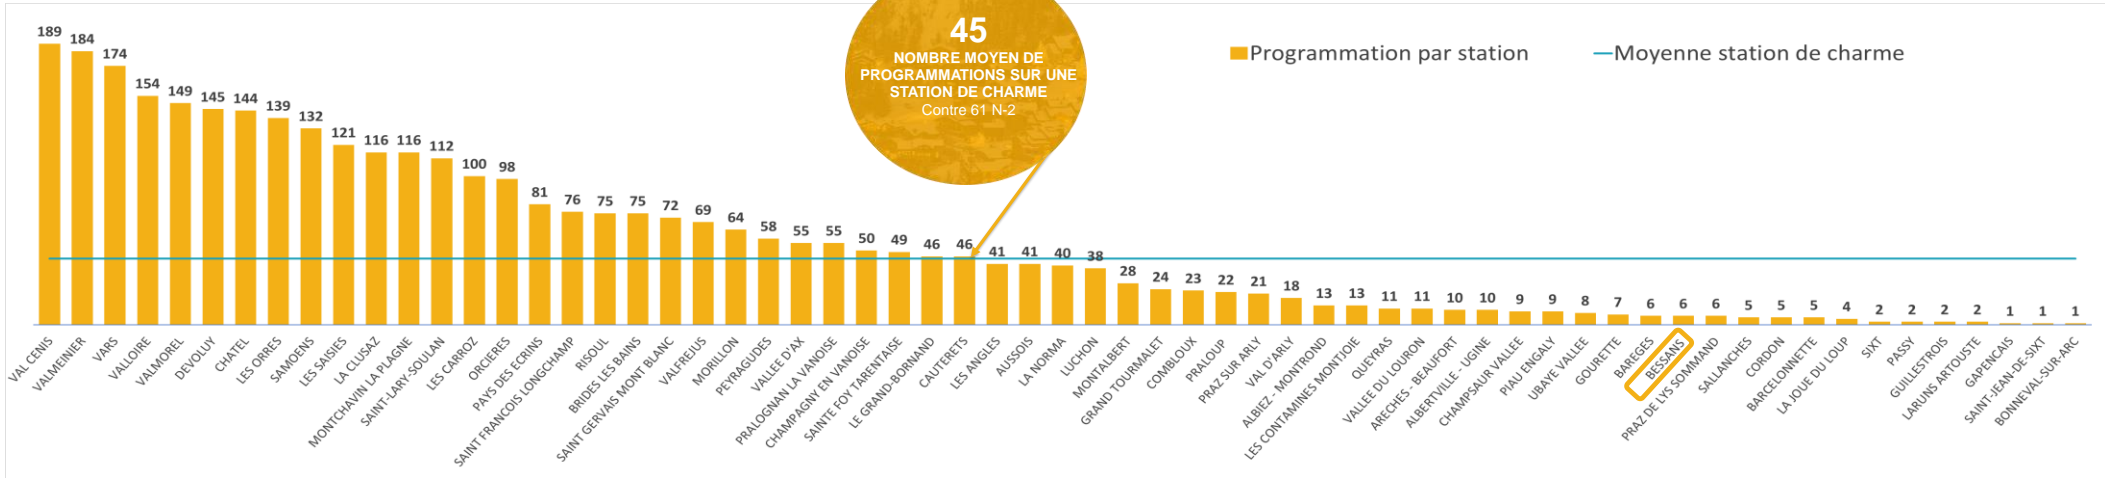 45
NOMBRE MOYEN DE
PROGRAMMATIONS SUR UNE
STATION DE CHARME
Contre 61 N-2
Programmation par station
Moyenne station de charme
189 184 174 154 149 145 144 139 132 121 116 116 112 100 98 81 76 75 75 72 69 64 58 55 55 50 49 46 46 41 41 40 38 28 24 23 22 21 18 13 13 11 11 10 10 9 9 8 7 6 6 6 5 5 5 4 2 2 2 2 1 1 1
VAL CENIS
VALMEINIER
VARS
VALLOIRE
VALMOREL
DEVOLUY
CHATEL
LES ORRES
SAMOENS
LES SAISIES
LA CLUSAZ
MONTCHAVIN LA PLAGNE
SAINT-LARY-SOULAN
LES CARROZ
ORCIERES
PAYS DES ECRINS
SAINT FRANCOIS LONGCHAMP
RISOUL
BRIDES LES BAINS
SAINT GERVAIS MONT BLANC
VALFREJUS
MORILLON
PEYRAGUDES
VALLEE D'AX
PRALOGNAN LA VANOISE
CHAMPAGNY EN VANOISE
SAINTE FOY TARENTAISE
LE GRAND-BORNAND
CAUTERETS
LES ANGLES
AUSSOIS
LA NORMA
LUCHON
MONTALBERT
GRAND TOURMALET
COMBLOUX
PRALOUP
PRAZ SUR ARLY
VAL D'ARLY
ALBIEZ - MONTROND
LES CONTAMINES MONTJOIE
QUEYRAS
VALLEE DU LOURON
ARECHES - BEAUFORT
ALBERTVILLE - UGINE
CHAMPSAUR VALLEE
PIAU ENGALY
UBAYE VALLEE
GOURETTE
BAREGES
BESSANS
PRAZ DE LYS SOMMAND
SALLANCHES
CORDON
BARCELONNETTE
LA JOUE DU LOUP
SIXT
PASSY
GUILLESTROIS
LARUNS ARTOUSTE
GAPENCAIS
SAINT-JEAN-DE-SIXT
BONNEVAL-SUR-ARC